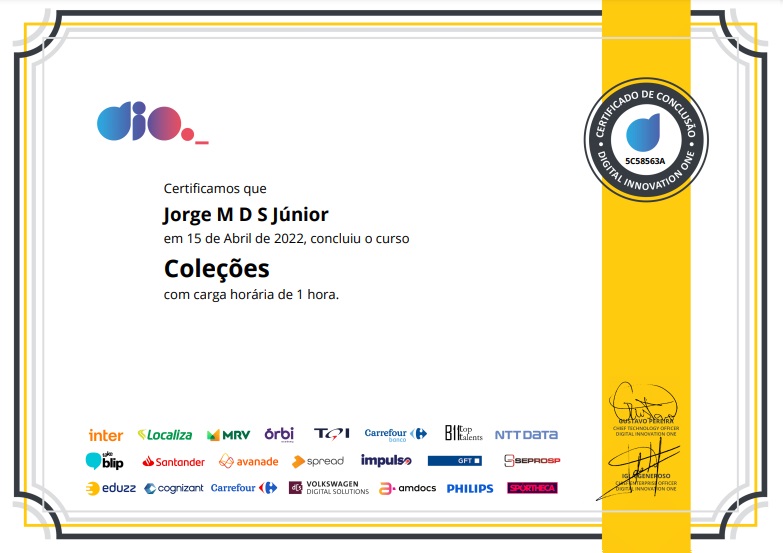 dio._
CERTIFICADO DE CONCLUSÃO
5C58563A
DIGITAL INNOVATION ONE
Certificamos que
Jorge M D S Júnior
em 15 de Abril de 2022, concluiu o curso
Coleções
com carga horária de 1 hora.
GUSTAVO PEREIRA
CHIEF TECHNOLOGY OFFICER
DIGITAL INNOVATION ONE
inter Localiza MRV órbi TQI Carrefour banco BH Top Talents NTT DATA
take blip Santander avanade spread impulso GFT SEPROSP
CHIEF ENTERPRISE OFFICER
DIGITAL INNOVATION ONE
eduzz cognizant Carrefour VOLKSWAGEN DIGITAL SOLUTIONS amdocs PHILIPS SPORTHECA